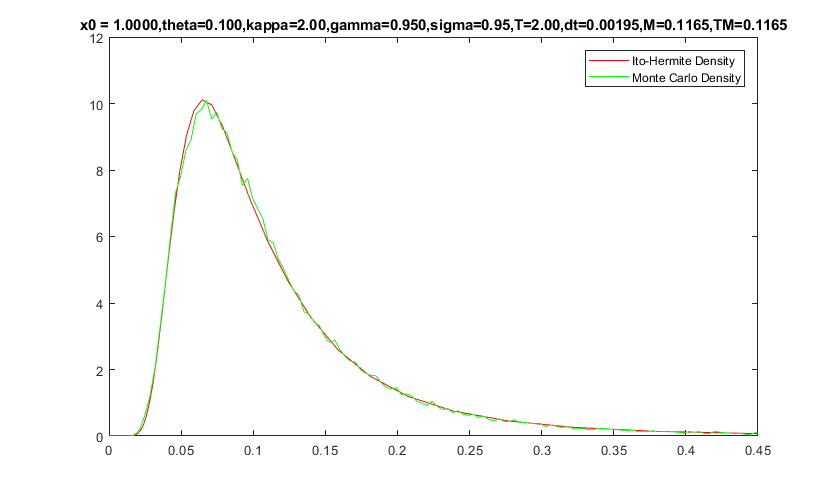 x0 = 1.0000,theta=0.100,kappa=2.00,gamma=0.950,sigma=0.95,T=2.00,dt=0.00195,M=0.1165,TM=0.1165
Ito-Hermite Density
Monte Carlo Density
12
10
8
6
4
2
0
0 0.05 0.1 0.15 0.2 0.25 0.3 0.35 0.4 0.45